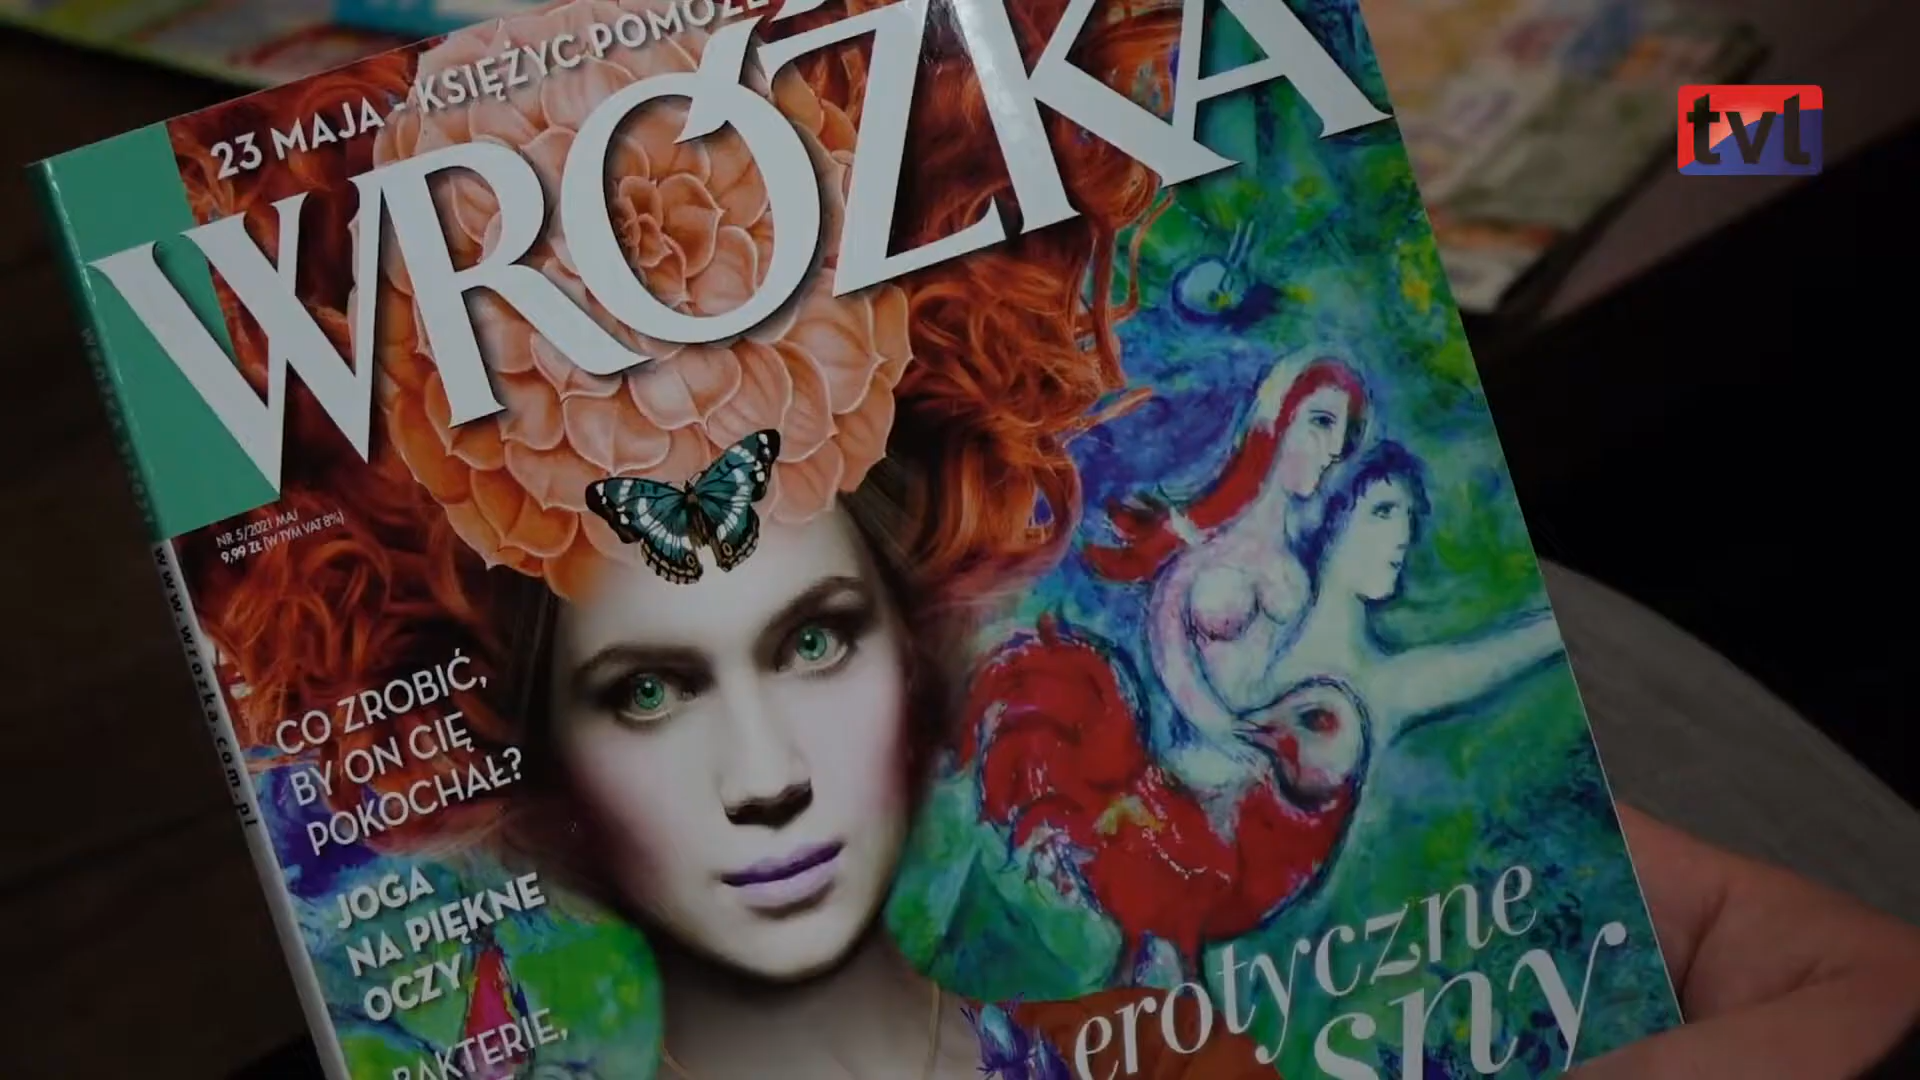 tvl
23 MAJA - KSIĘŻYC POMOŻE
WRÓŻKA
NR 5/2021 MAJ
9,99 ZŁ (W TYM VAT 8%)
www.wrozka.com.pl
CO ZROBIĆ,
BY ON CIĘ
POKOCHAŁ?
JOGA
NA PIĘKNE
OCZY
BAKTERIE,
erotyczne
sny